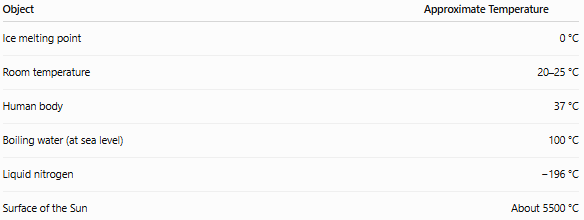 Object Approximate Temperature
Ice melting point 0 °C
Room temperature 20–25 °C
Human body 37 °C
Boiling water (at sea level) 100 °C
Liquid nitrogen −196 °C
Surface of the Sun About 5500 °C